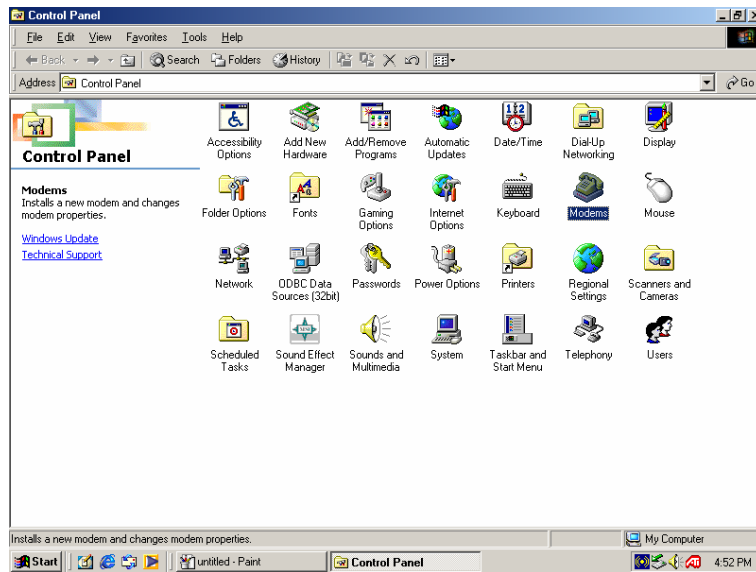 Control Panel
File Edit View Favorites Tools Help
Back Search Folders History
Address Control Panel Go
Control Panel
Modems
Installs a new modem and changes
modem properties.
Windows Update
Technical Support
Accessibility Options
Add New Hardware
Add/Remove Programs
Automatic Updates
Date/Time
Dial-Up Networking
Display
Folder Options
Fonts
Gaming Options
Internet Options
Keyboard
Modems
Mouse
Network
ODBC Data Sources (32bit)
Passwords
Power Options
Printers
Regional Settings
Scanners and Cameras
Scheduled Tasks
Sound Effect Manager
Sounds and Multimedia
System
Taskbar and Start Menu
Telephony
Users
Installs a new modem and changes modem properties. My Computer
Start untitled - Paint Control Panel 4:52 PM